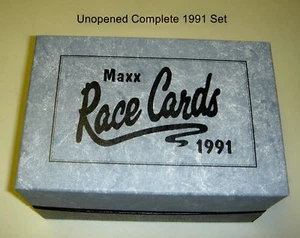 Unopened Complete 1991 Set
Maxx
Race Cards
1991